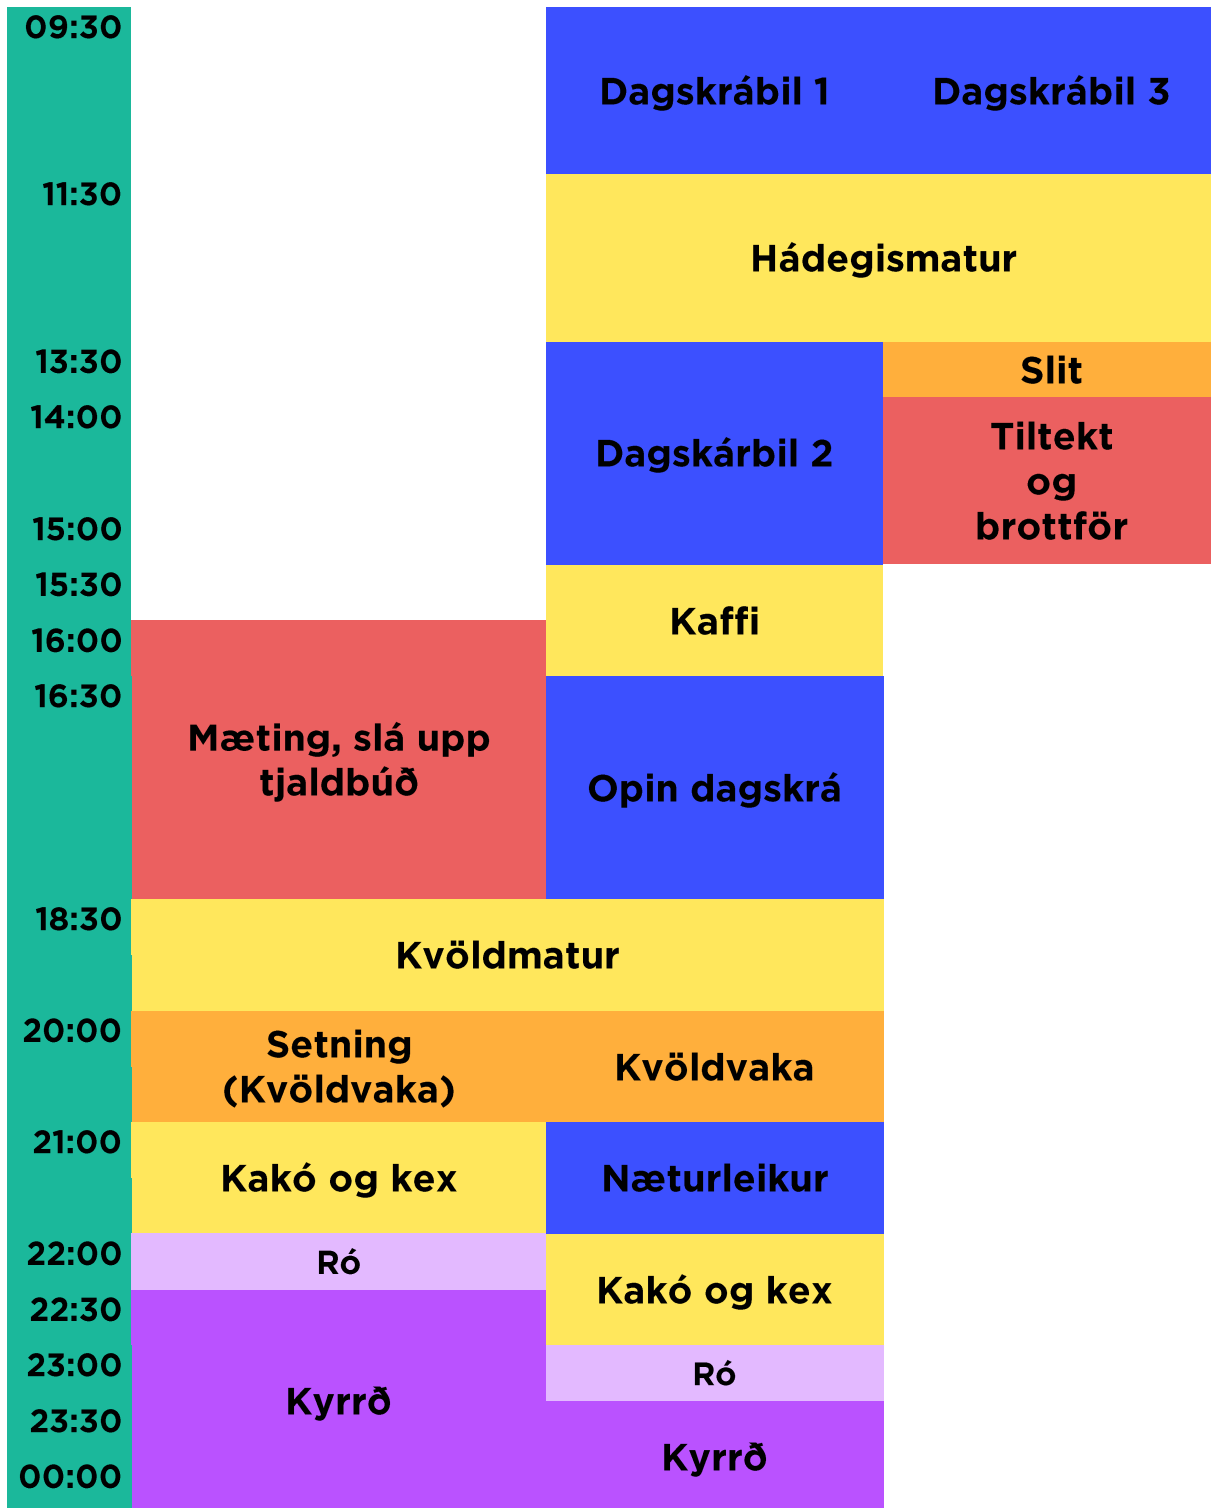 09:30
Dagskrábil 1
Dagskrábil 3
11:30
Hádegismatur
13:30
Slit
14:00
Dagskárbil 2
Tiltekt
og
brottför
15:00
15:30
Kaffi
16:00
16:30
Mæting, slá upp
tjaldbúð
Opin dagskrá
18:30
Kvöldmatur
20:00
Setning
(Kvöldvaka)
Kvöldvaka
21:00
Kakó og kex
Næturleikur
22:00
Ró
Kakó og kex
22:30
23:00
Ró
Kyrrð
23:30
Kyrrð
00:00